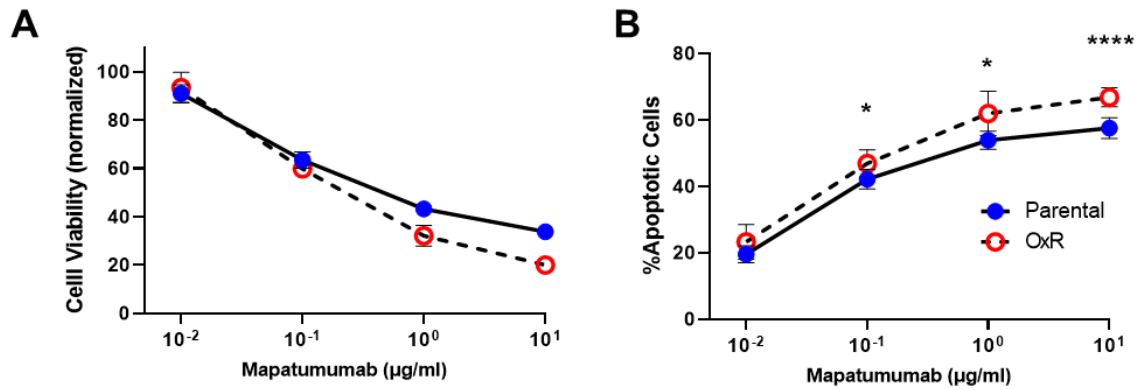 A
Celll Viability (normalized)
100
80
60
40
20
0
10-2
10-1
100
101
Mapatumumab (µg/ml)
B
%Apoptotic Cells
80
60
40
20
0
*
*
****
Parental
OxR
10-2
10-1
100
101
Mapatumumab (µg/ml)